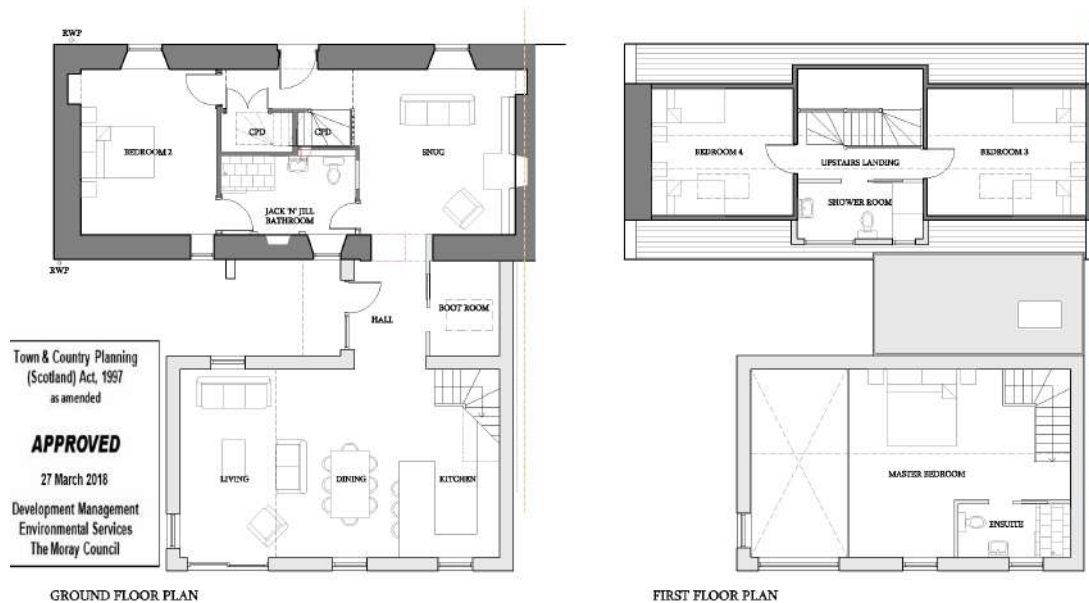 RWP
CPD
CPD
BEDROOM 2
SNUG
JACK 'N' JILL
BATHROOM
RWP
HALL
BOOT ROOM
LIVING
DINING
KITCHEN
Town & Country Planning
(Scotland) Act, 1997
as amended
APPROVED
27 March 2018
Development Management
Environmental Services
The Moray Council
GROUND FLOOR PLAN
BEDROOM 4
UPSTAIRS LANDING
BEDROOM 3
SHOWER ROOM
MASTER BEDROOM
ENSUITE
FIRST FLOOR PLAN